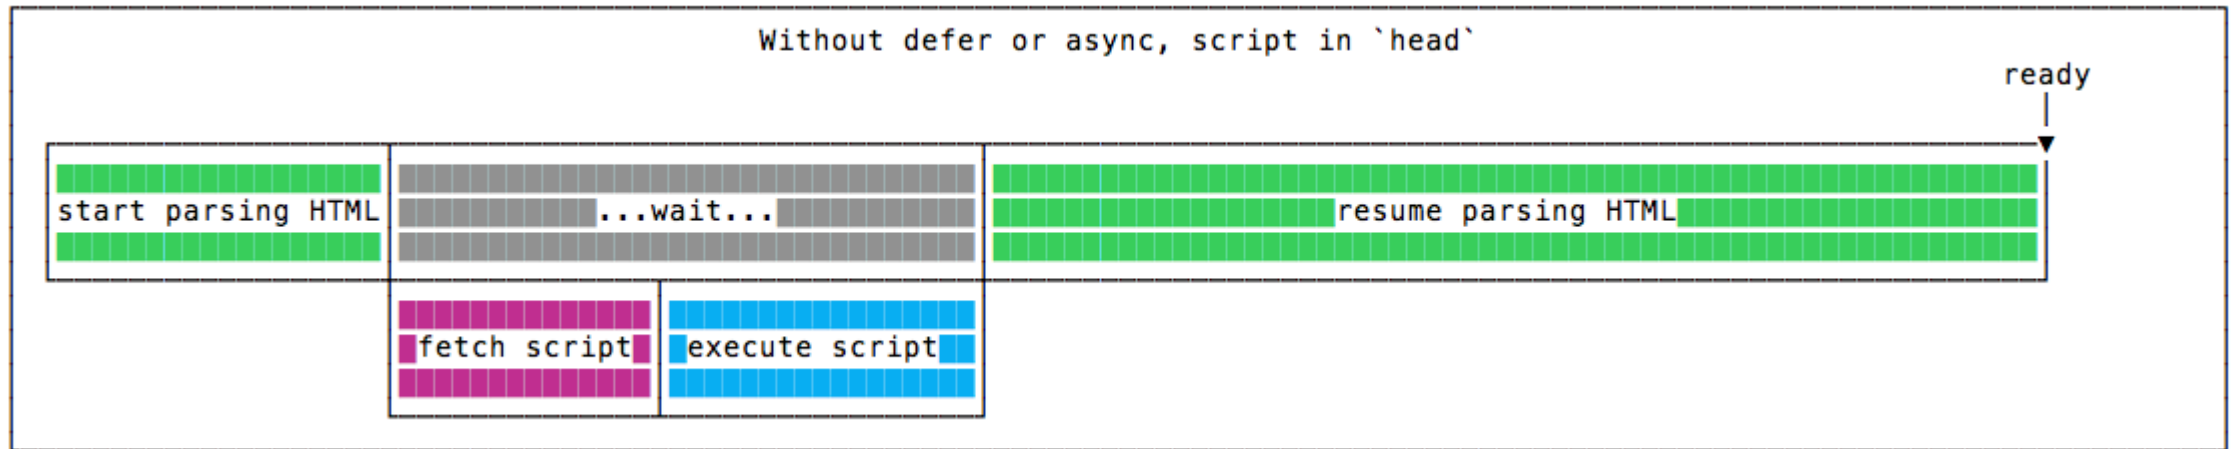 Without defer or async, script in `head`
ready
start parsing HTML ...wait... resume parsing HTML
fetch script execute script